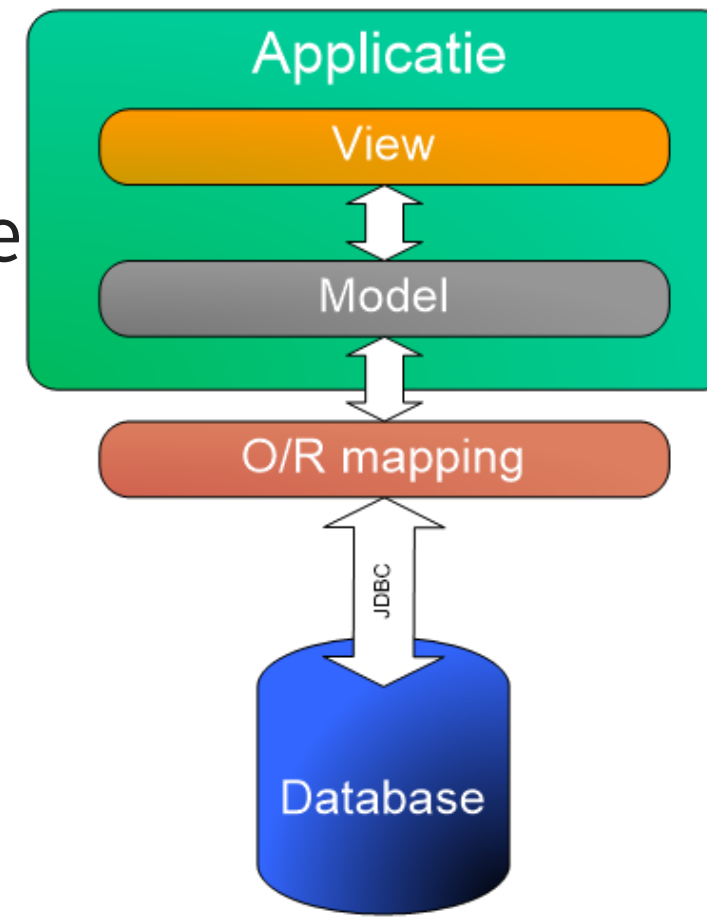 Applicatie
View
e
Model
O/R mapping
JDBC
Database